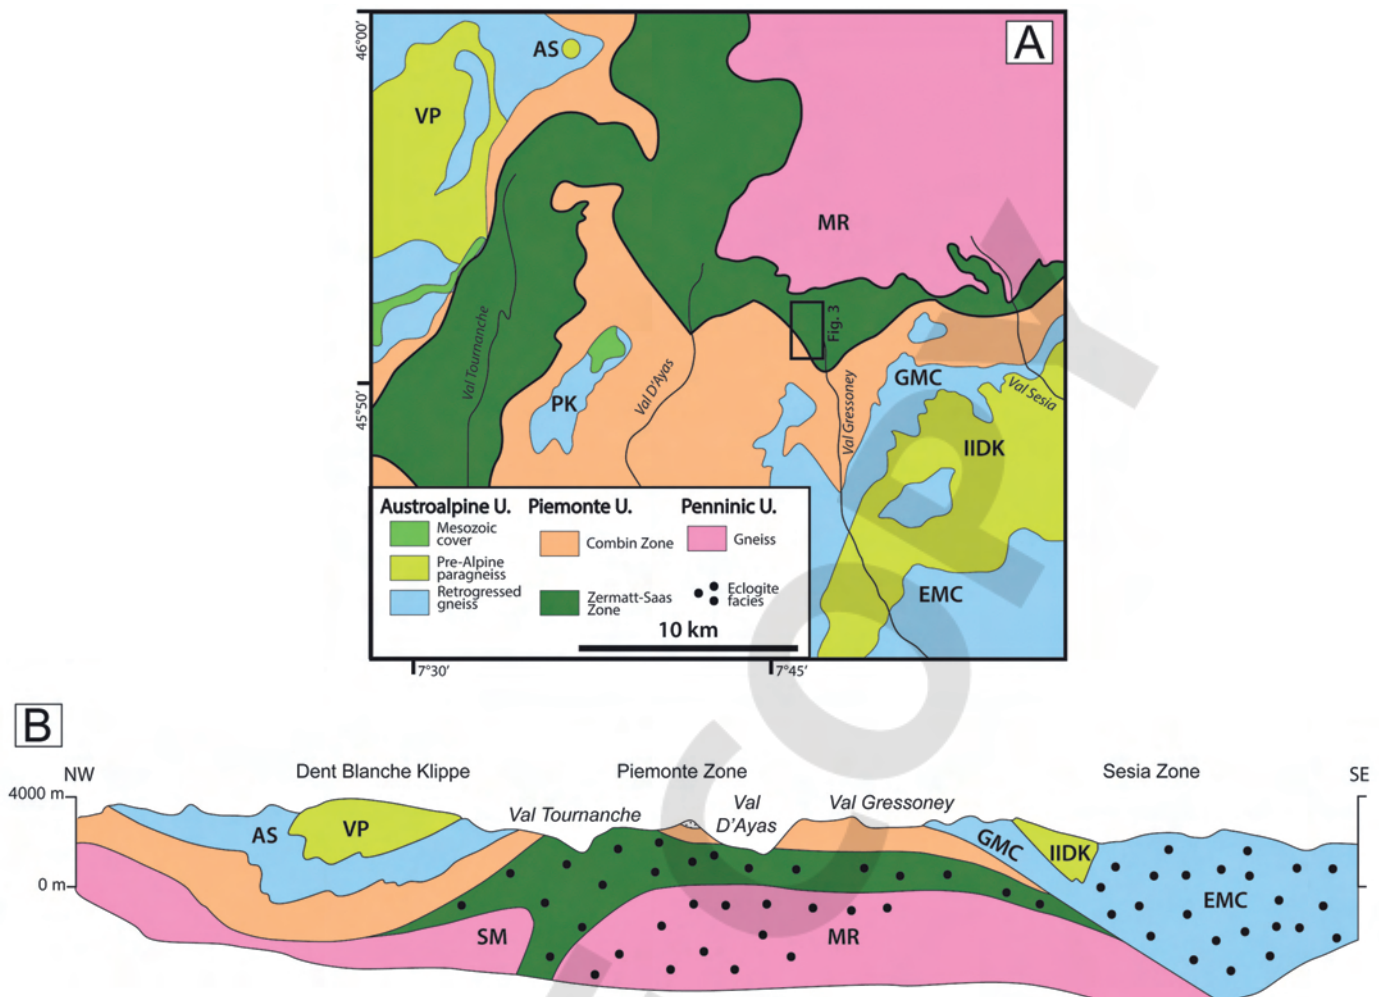 A
46°00'
AS
VP
MR
Val Tournanche
Fig. 3
45°50'
PK
Val D'Ayas
Val Gressoney
GMC
Val Sesia
IIDK
EMC
Austroalpine U.
Piemonte U.
Penninic U.
Mesozoic
cover
Combin Zone
Gneiss
Pre-Alpine
paragneiss
Retrogressed
gneiss
Zermatt-Saas
Zone
Eclogite
facies
10 km
7°30'
7°45'
COPY
B
NW
Dent Blanche Klippe
Piemonte Zone
Sesia Zone
SE
4000 m
Val Tournanche
Val
D'Ayas
Val Gressoney
AS
VP
GMC
IIDK
0 m
EMC
SM
MR